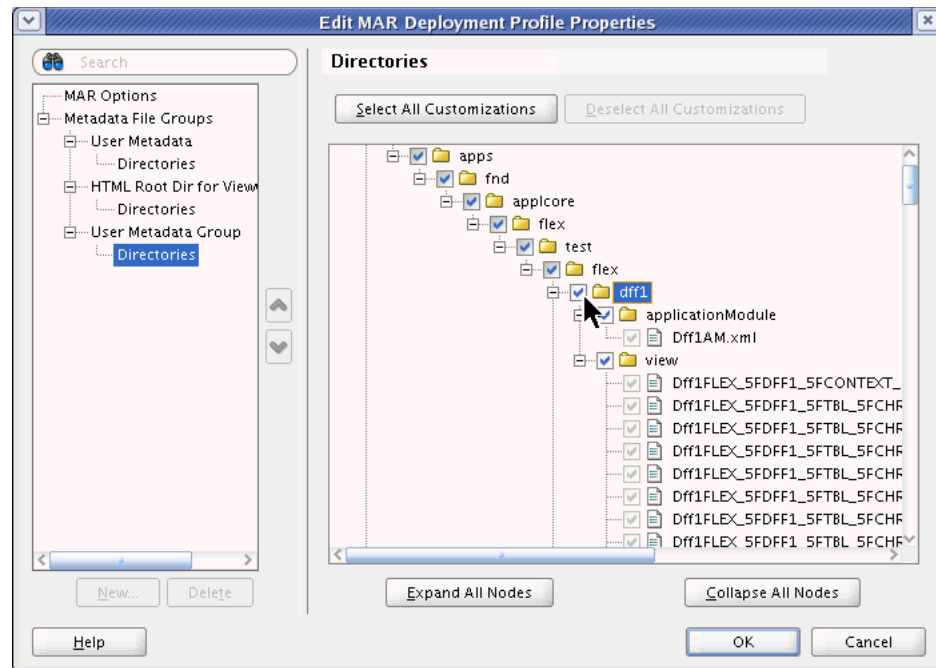 Edit MAR Deployment Profile Properties
Search
MAR Options
Metadata File Groups
User Metadata
Directories
HTML Root Dir for View
Directories
User Metadata Group
Directories
New...
Delete
Directories
Select All Customizations
Deselect All Customizations
apps
fnd
applcore
flex
test
flex
dff1
applicationModule
Dff1AM.xml
view
Dff1FLEX_5FDFF1_5FCONTEXT_
Dff1FLEX_5FDFF1_5FTBL_5FCHR
Dff1FLEX_5FDFF1_5FTBL_5FCHR
Dff1FLEX_5FDFF1_5FTBL_5FCHR
Dff1FLEX_5FDFF1_5FTBL_5FCHR
Dff1FLEX_5FDFF1_5FTBL_5FCHR
Dff1FLEX_5FDFF1_5FTBL_5FCHR
Dff1FLEX_5FDFF1_5FTBL_5FCHR
Expand All Nodes
Collapse All Nodes
Help
OK
Cancel